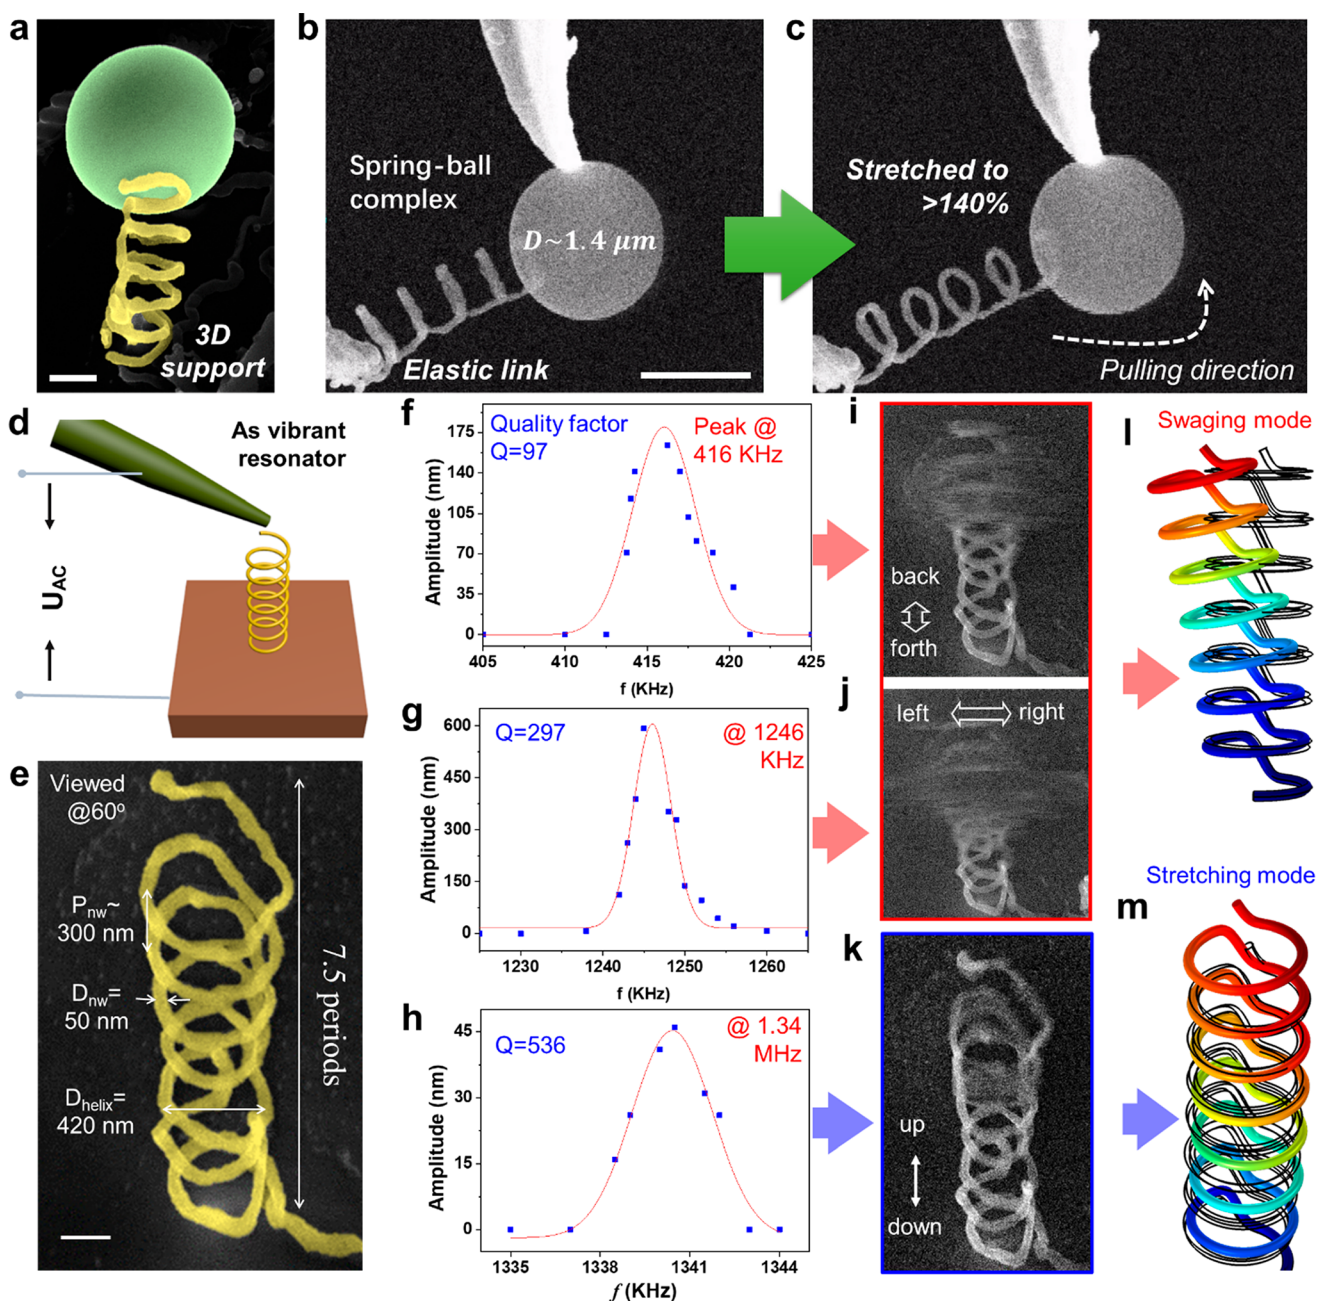 a
3D
support
b
Spring-ball
complex
D~1.4 μm
Elastic link
c
Stretched to
>140%
Pulling direction
d
As vibrant
resonator
U_AC
e
Viewed
@60°
P_nw~
300 nm
D_nw=
50 nm
D_helix=
420 nm
7.5 periods
f
Quality factor
Q=97
Peak @
416 KHz
Amplitude (nm)
175
140
105
70
35
0
405 410 415 420 425
f (KHz)
g
Q=297
@ 1246
KHz
Amplitude (nm)
600
450
300
150
0
1230 1240 1250 1260
f (KHz)
h
Q=536
@ 1.34
MHz
Amplitude (nm)
45
30
15
0
1335 1338 1341 1344
f (KHz)
i
back
forth
j
left right
k
up
down
l
Swaging mode
Stretching mode
m